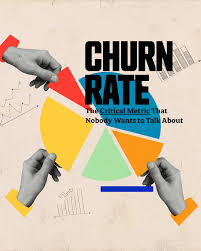 CHURN
RATE
The Critical Metric That
Nobody Wants to Talk About